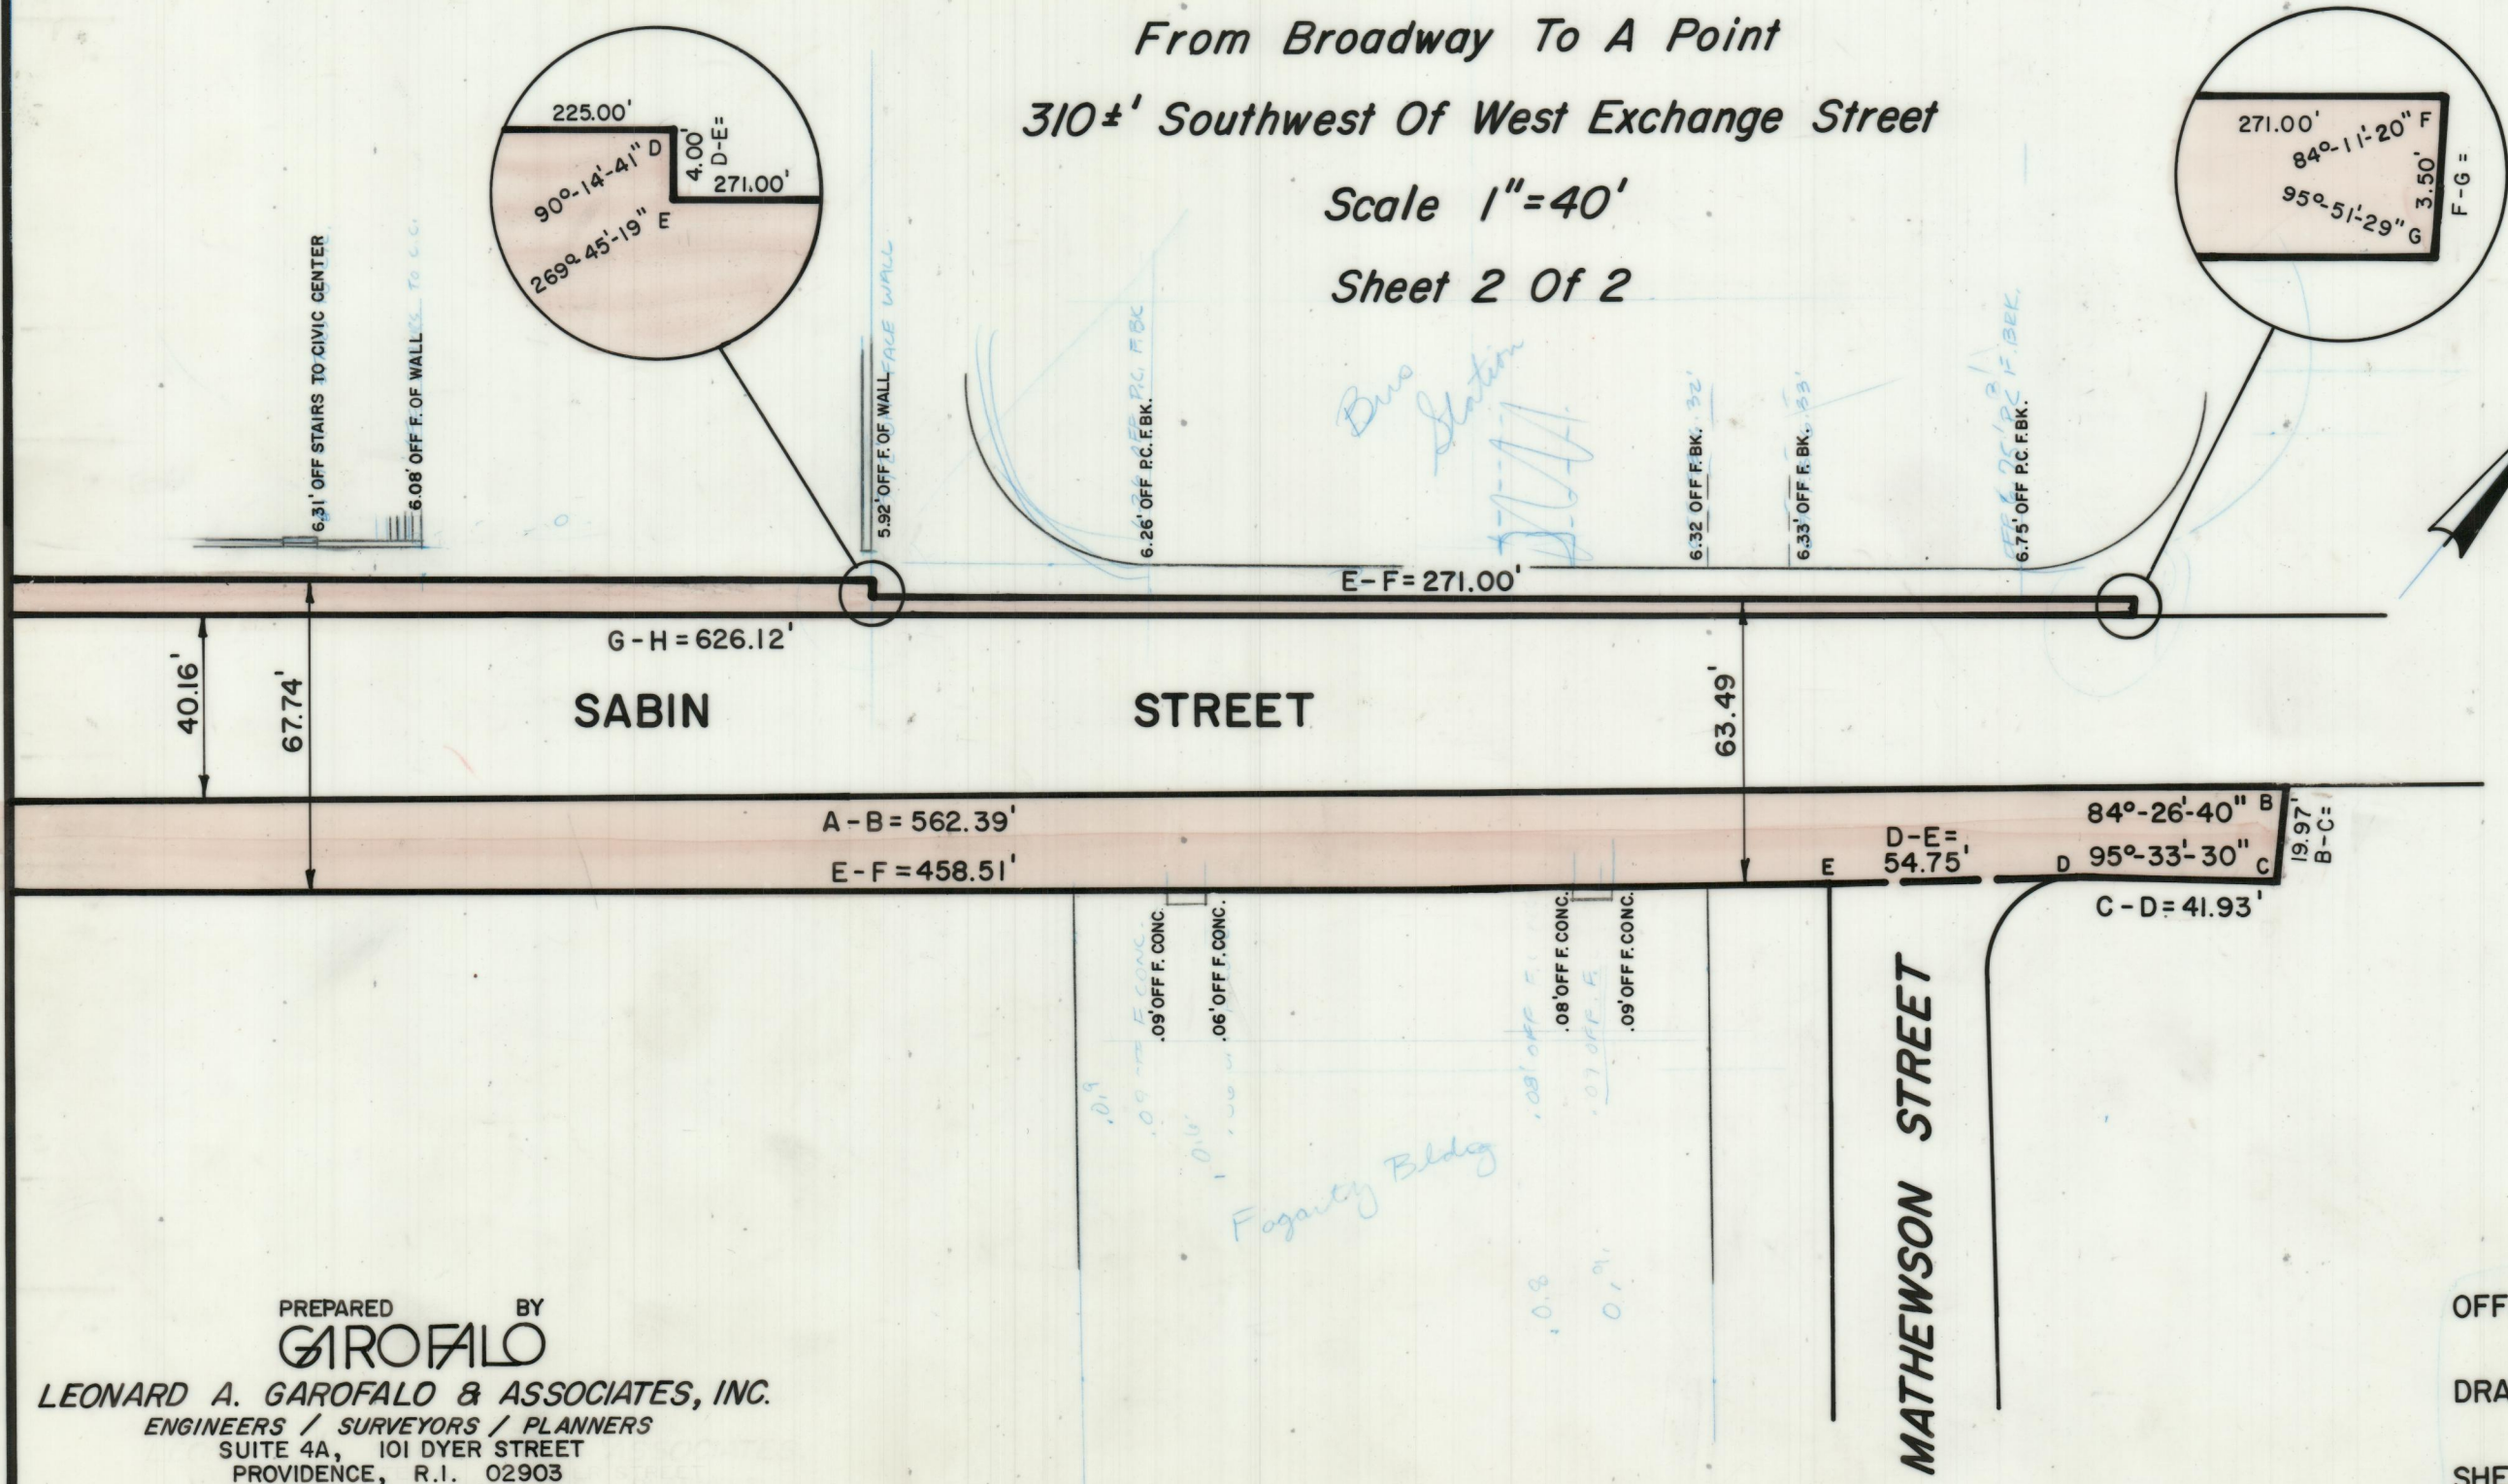 From Broadway To A Point
310±' Southwest Of West Exchange Street
Scale 1"=40'
Sheet 2 Of 2
225.00'
90°-14'-41" D
4.00'
D-E=
271.00'
269°-45'-19" E
271.00'
84°-11'-20" F
3.50'
F-G=
95°-51'-29" G
6.31' OFF STAIRS TO CIVIC CENTER
6.08' OFF F. OF WALL
TO C.C.
5.92' OFF F. OF WALL
FACE WALL
6.26' OFF P.C. F.BK.
P.C. F.BK
Bus
Station
6.32 OFF F.BK.
.32'
6.33' OFF F. BK.
.33'
6.75' OFF P.C. F.BK.
E-F=271.00'
G-H=626.12'
40.16'
67.74'
SABIN STREET
63.49'
A-B=562.39'
E-F=458.51'
D-E=
54.75'
E
D
84°-26'-40" B
95°-33'-30" C
19.97'
B-C=
C-D=41.93'
.09' OFF F. CONC.
.06' OFF F. CONC.
.08' OFF F. CONC.
.09' OFF F. CONC.
Fogarty Bldg
MATHEWSON STREET
PREPARED BY
GAROFALO
LEONARD A. GAROFALO & ASSOCIATES, INC.
ENGINEERS / SURVEYORS / PLANNERS
SUITE 4A, 101 DYER STREET
PROVIDENCE, R.I. 02903
OFF
DRA
SHE